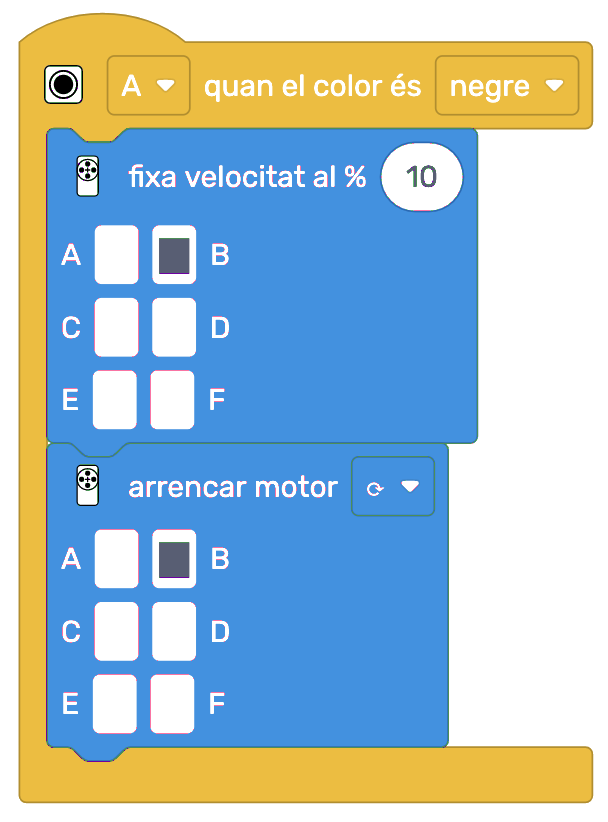 A quan el color és negre
fixa velocitat al % 10
A B
C D
E F
arrencar motor
A B
C D
E F